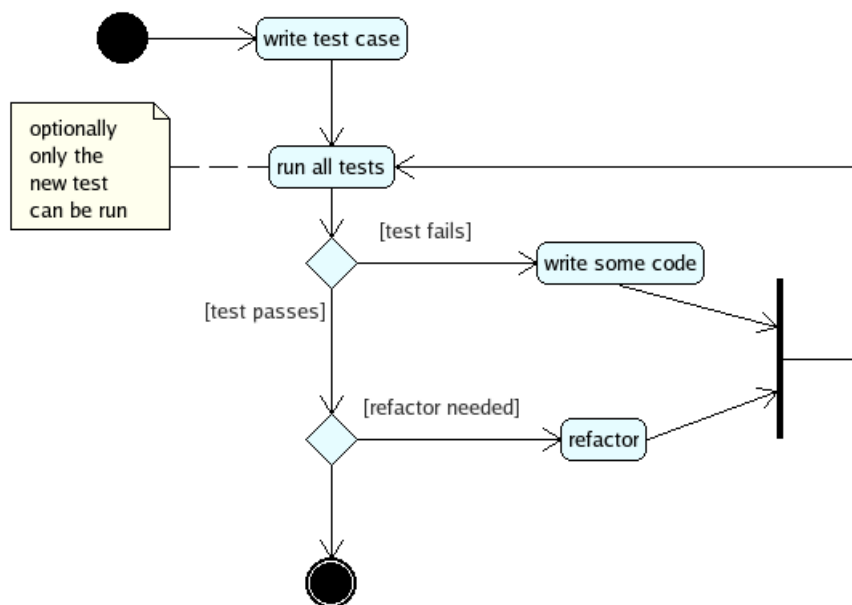 write test case
optionally
only the
new test
can be run
run all tests
[test fails]
write some code
[test passes]
[refactor needed]
refactor